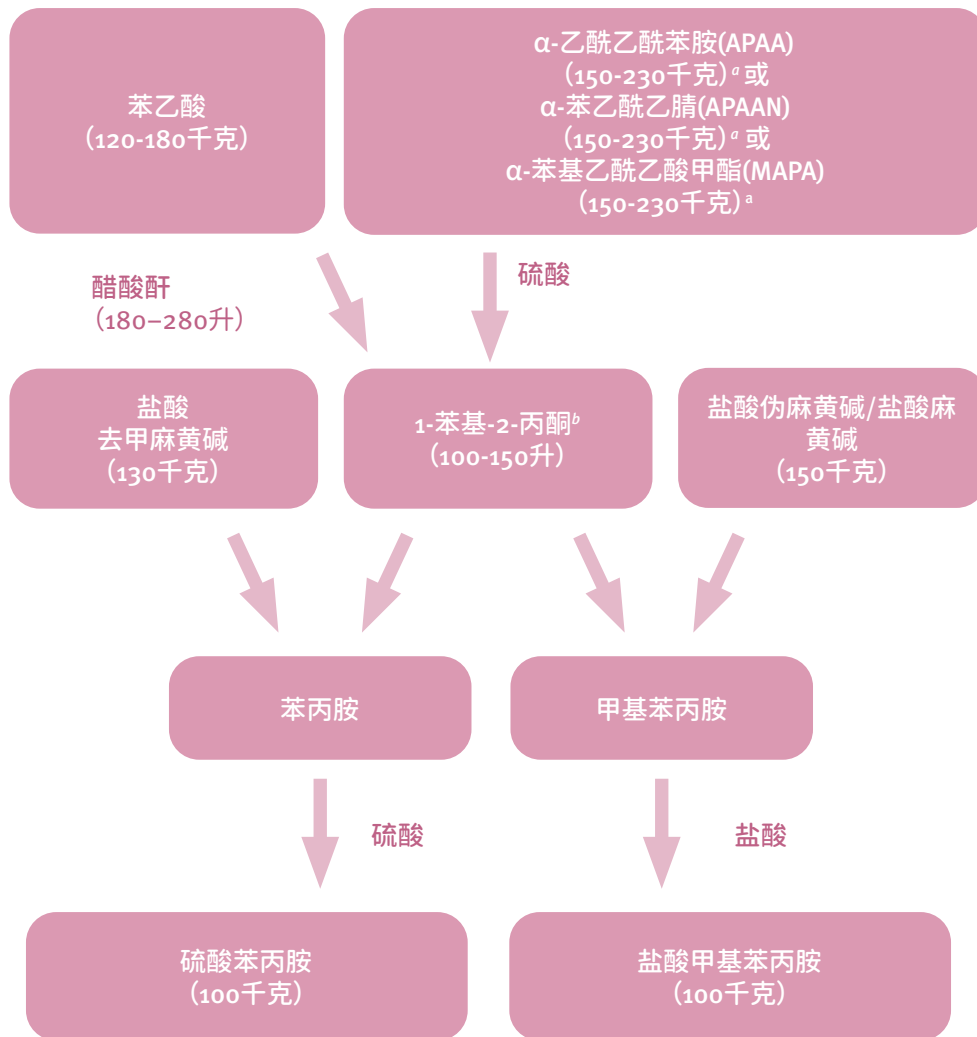 苯乙酸
（120-180千克）
α-乙酰乙酰苯胺(APAA)
（150-230千克）ᵃ 或
α-苯乙酰乙腈(APAAN)
（150-230千克）ᵃ 或
α-苯基乙酰乙酸甲酯(MAPA)
（150-230千克）ᵃ
醋酸酐
（180–280升）
硫酸
盐酸
去甲麻黄碱
（130千克）
1-苯基-2-丙酮ᵇ
（100-150升）
盐酸伪麻黄碱/盐酸麻
黄碱
（150千克）
苯丙胺
甲基苯丙胺
硫酸
盐酸
硫酸苯丙胺
（100千克）
盐酸甲基苯丙胺
（100千克）